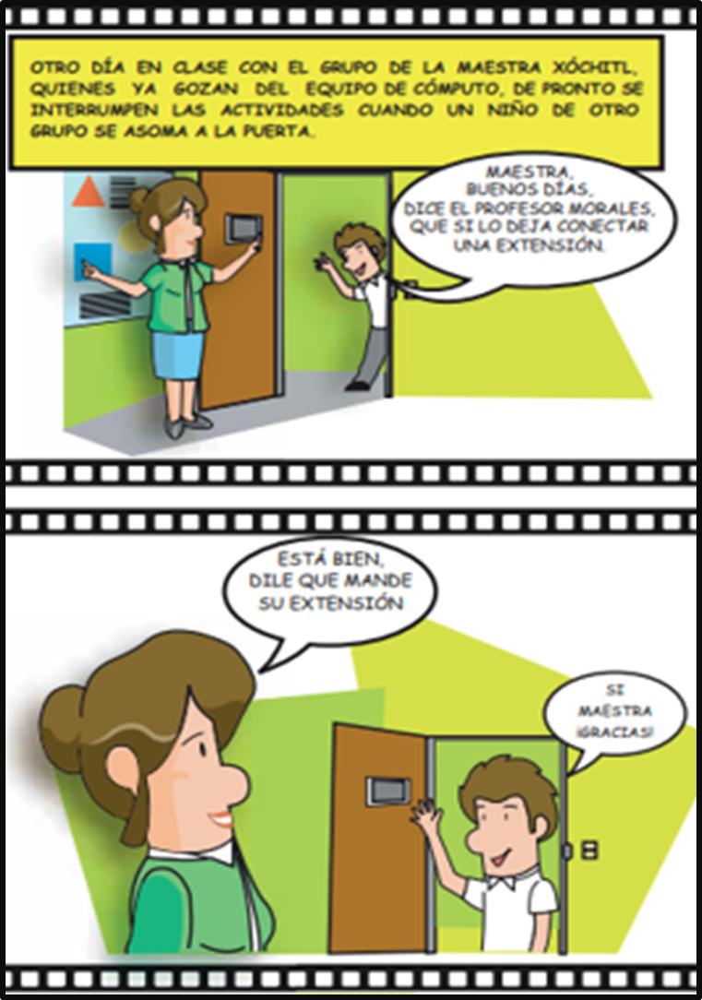 OTRO DÍA EN CLASE CON EL GRUPO DE LA MAESTRA XÓCHITL,
QUIENES YA GOZAN DEL EQUIPO DE CÓMPUTO, DE PRONTO SE
INTERRUMPEN LAS ACTIVIDADES CUANDO UN NIÑO DE OTRO
GRUPO SE ASOMA A LA PUERTA.
MAESTRA,
BUENOS DÍAS,
DICE EL PROFESOR MORALES,
QUE SI LO DEJA CONECTAR
UNA EXTENSIÓN.
ESTÁ BIEN,
DILE QUE MANDE
SU EXTENSIÓN
SI
MAESTRA
¡GRACIAS!